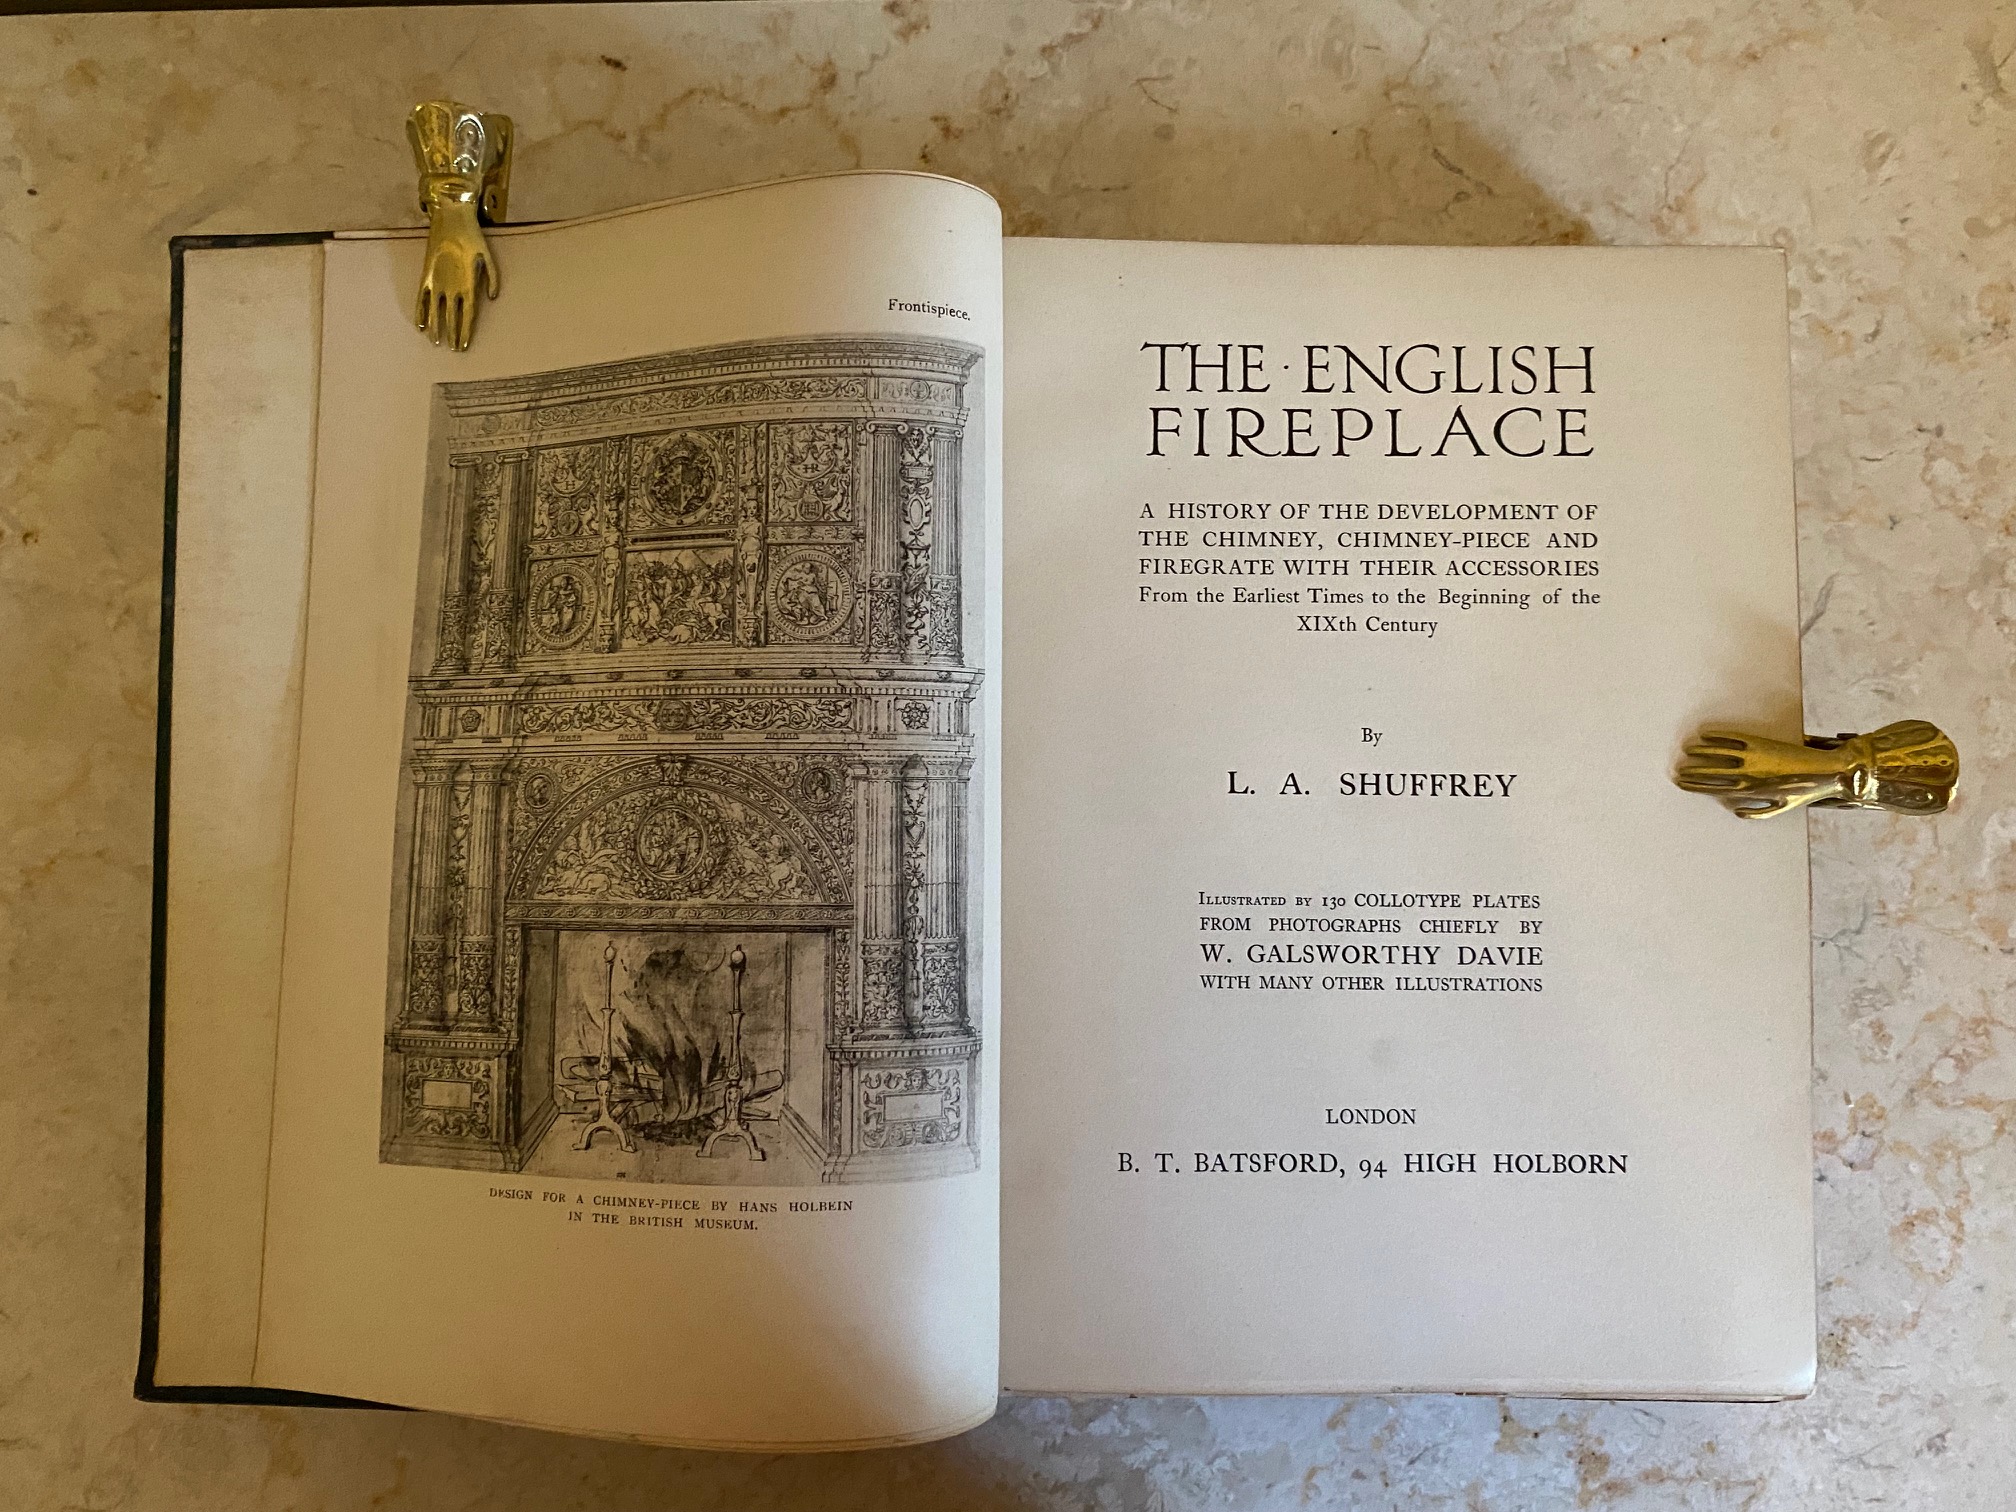 Frontispiece.
DESIGN FOR A CHIMNEY-PIECE BY HANS HOLBEIN
IN THE BRITISH MUSEUM.
THE · ENGLISH
FIREPLACE
A HISTORY OF THE DEVELOPMENT OF
THE CHIMNEY, CHIMNEY-PIECE AND
FIREGRATE WITH THEIR ACCESSORIES
From the Earliest Times to the Beginning of the
XIXth Century
By
L. A. SHUFFREY
ILLUSTRATED BY 130 COLLOTYPE PLATES
FROM PHOTOGRAPHS CHIEFLY BY
W. GALSWORTHY DAVIE
WITH MANY OTHER ILLUSTRATIONS
LONDON
B. T. BATSFORD, 94 HIGH HOLBORN